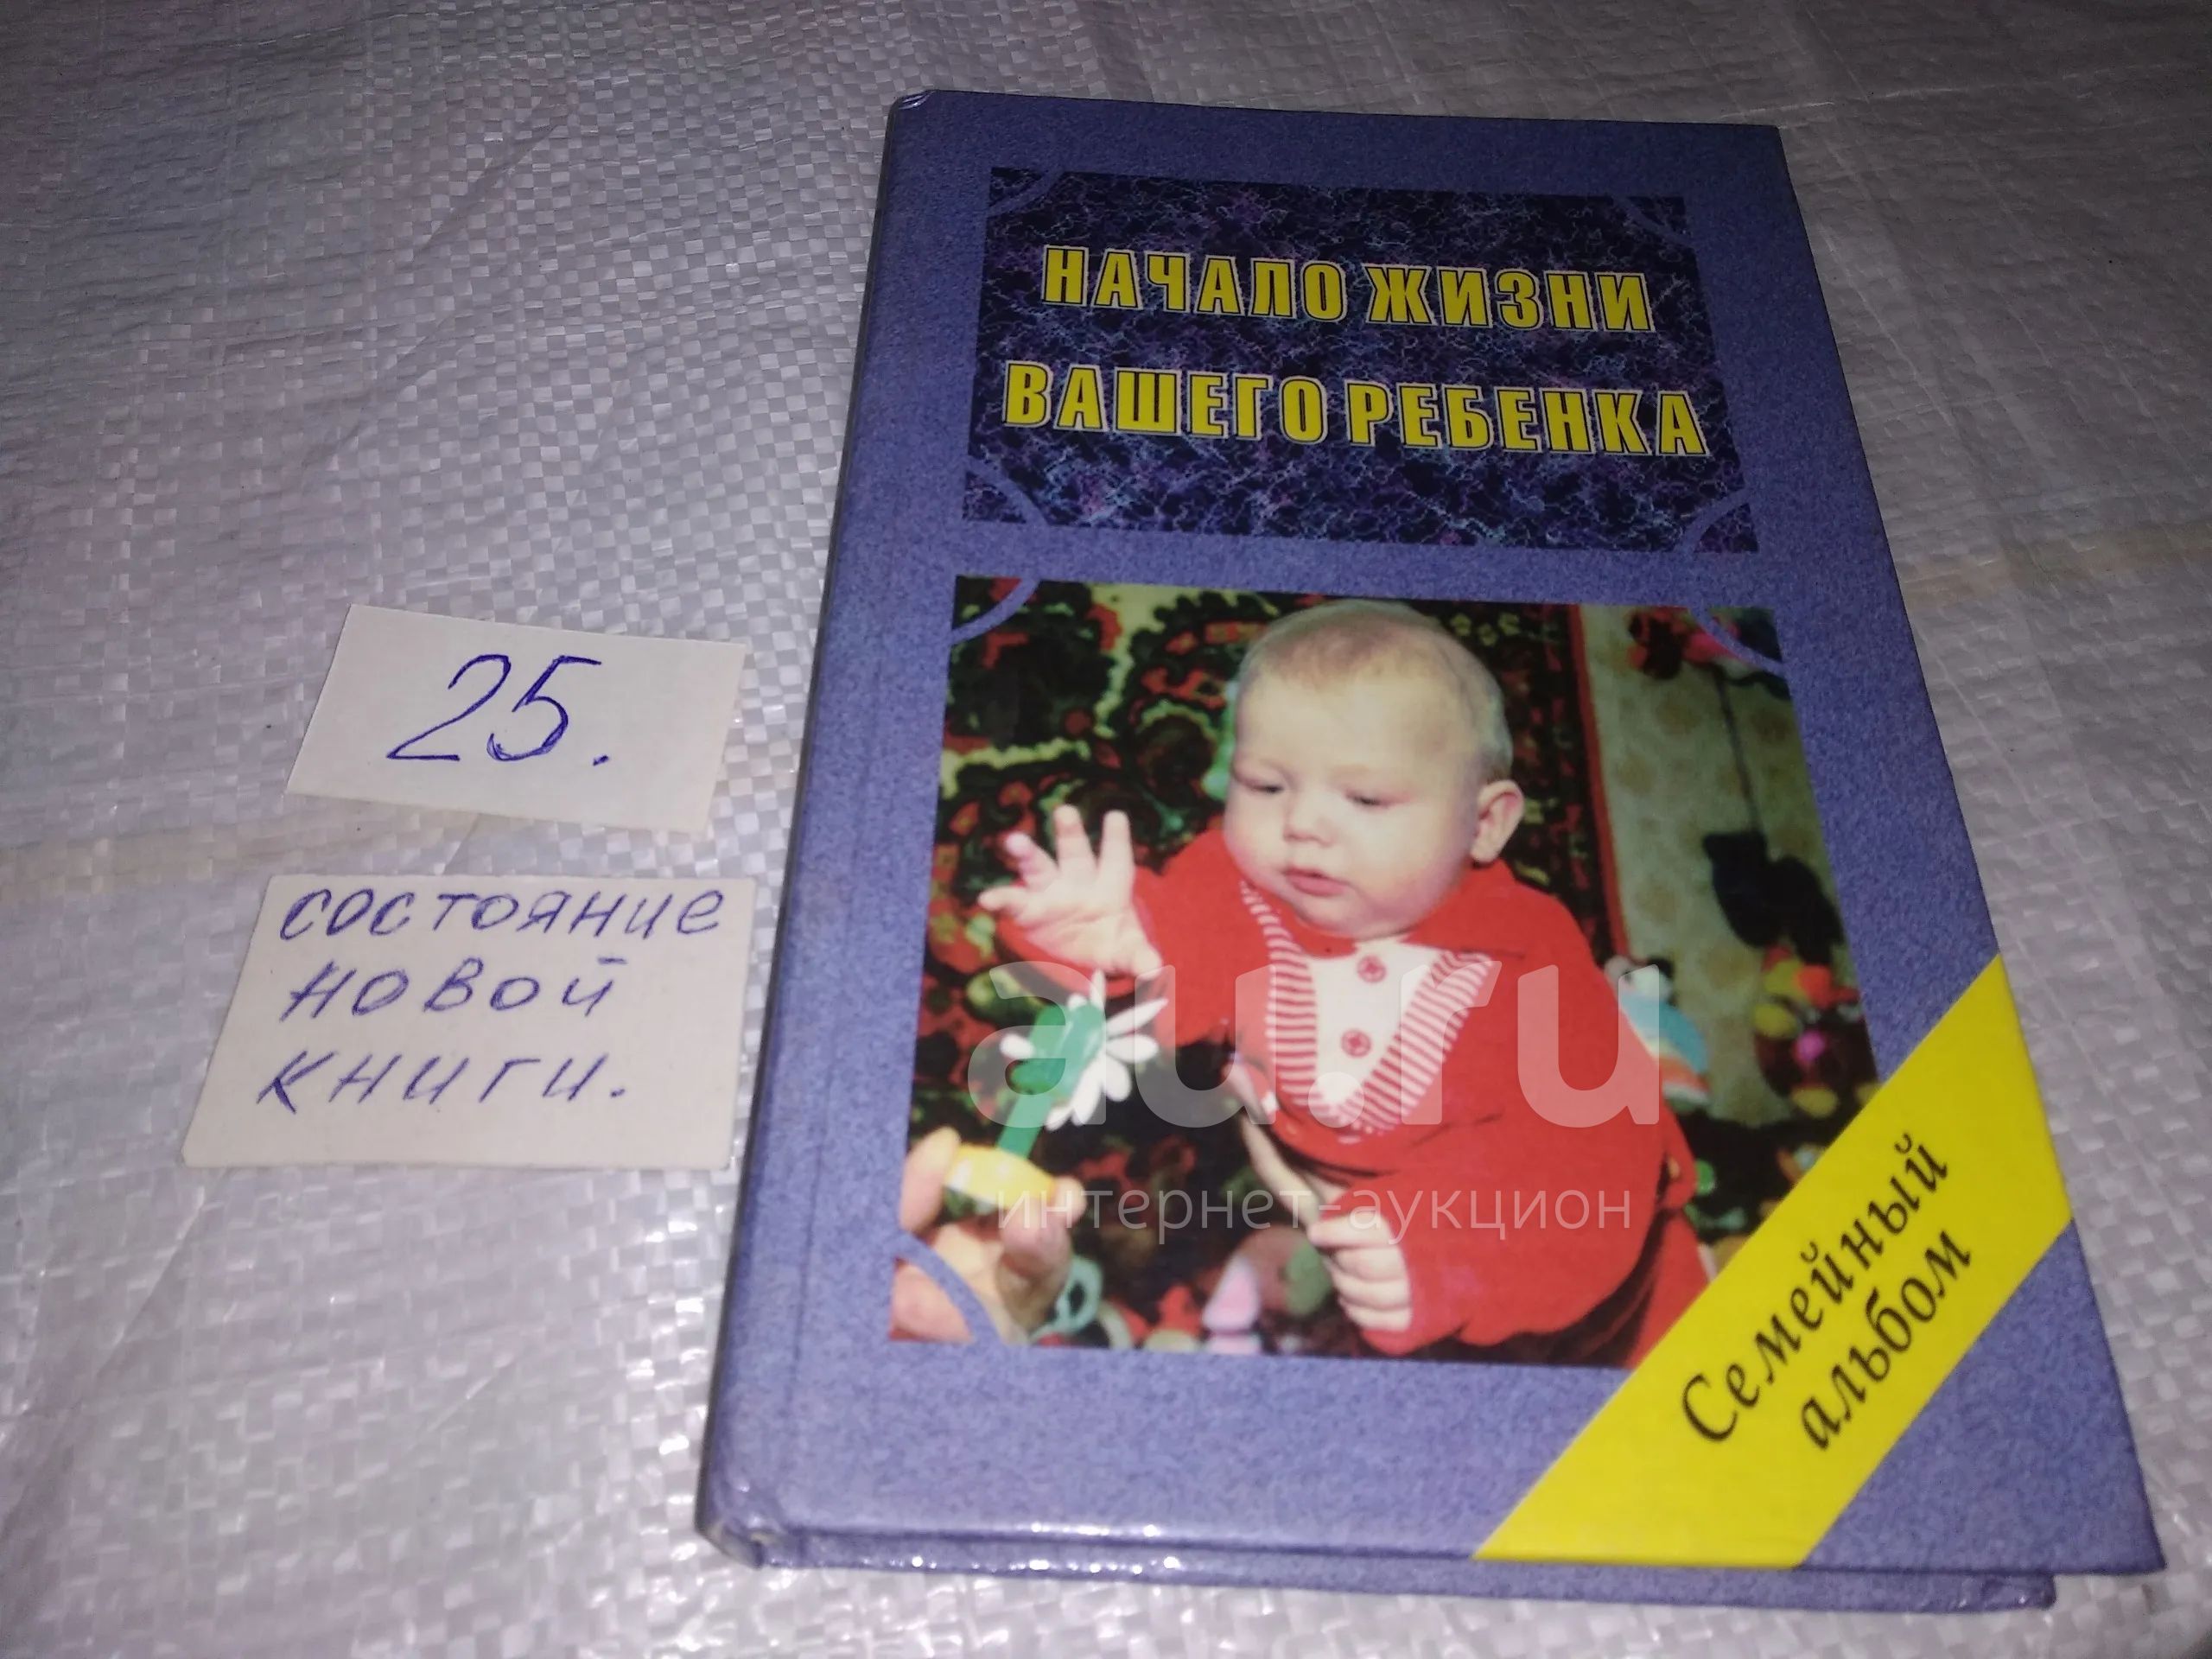 НАЧАЛО ЖИЗНИ
ВАШЕГО РЕБЕНКА
25.
состояние
новой
книги.
au.ru
интернет-аукцион
Семейный
альбом